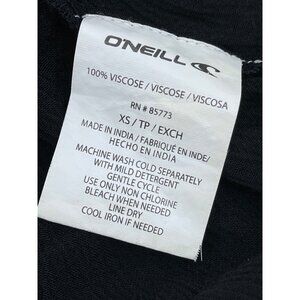 O'NEILL
100% VISCOSE / VISCOSE / VISCOSA
RN # 85773
XS / TP / EXCH
MADE IN INDIA / FABRIQUÉ EN INDE/
HECHO EN INDIA
MACHINE WASH COLD SEPARATELY
WITH MILD DETERGENT
GENTLE CYCLE
USE ONLY NON CHLORINE
BLEACH WHEN NEEDED
LINE DRY
COOL IRON IF NEEDED